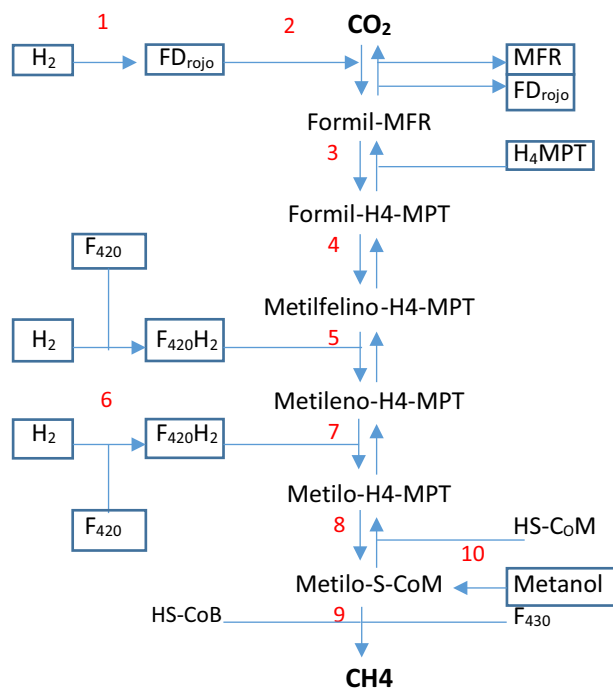 1
2
CO₂
H₂
FD_rojo
MFR
FD_rojo
Formil-MFR
3
H₄MPT
Formil-H4-MPT
F₄₂₀
4
Metilfelino-H4-MPT
H₂
F₄₂₀H₂
5
6
Metileno-H4-MPT
H₂
F₄₂₀H₂
7
F₄₂₀
Metilo-H4-MPT
8
HS-CₒM
10
Metilo-S-CoM
Metanol
HS-CoB
9
F₄₃₀
CH4